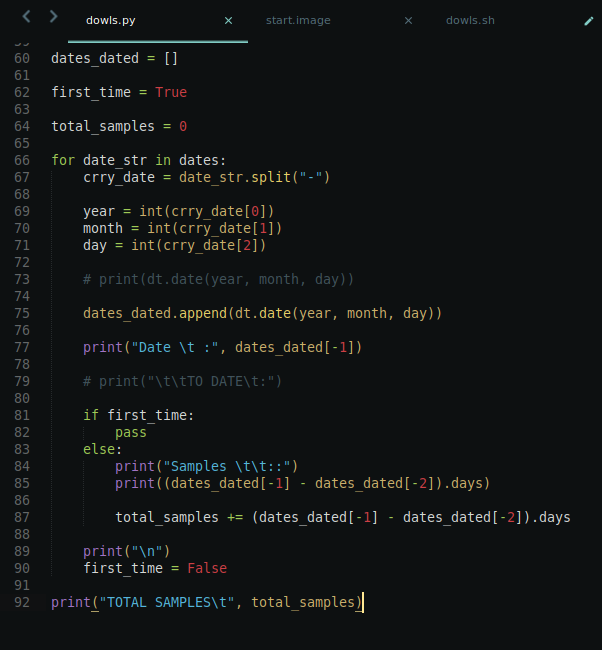 dowls.py × start.image × dowls.sh
59
60 dates_dated = []
61
62 first_time = True
63
64 total_samples = 0
65
66 for date_str in dates:
67     crry_date = date_str.split("-")
68
69     year = int(crry_date[0])
70     month = int(crry_date[1])
71     day = int(crry_date[2])
72
73     # print(dt.date(year, month, day))
74
75     dates_dated.append(dt.date(year, month, day))
76
77     print("Date \t :", dates_dated[-1])
78
79     # print("\t\tTO DATE\t:")
80
81     if first_time:
82         pass
83     else:
84         print("Samples \t\t::")
85         print((dates_dated[-1] - dates_dated[-2]).days)
86
87         total_samples += (dates_dated[-1] - dates_dated[-2]).days
88
89     print("\n")
90     first_time = False
91
92 print("TOTAL SAMPLES\t", total_samples)